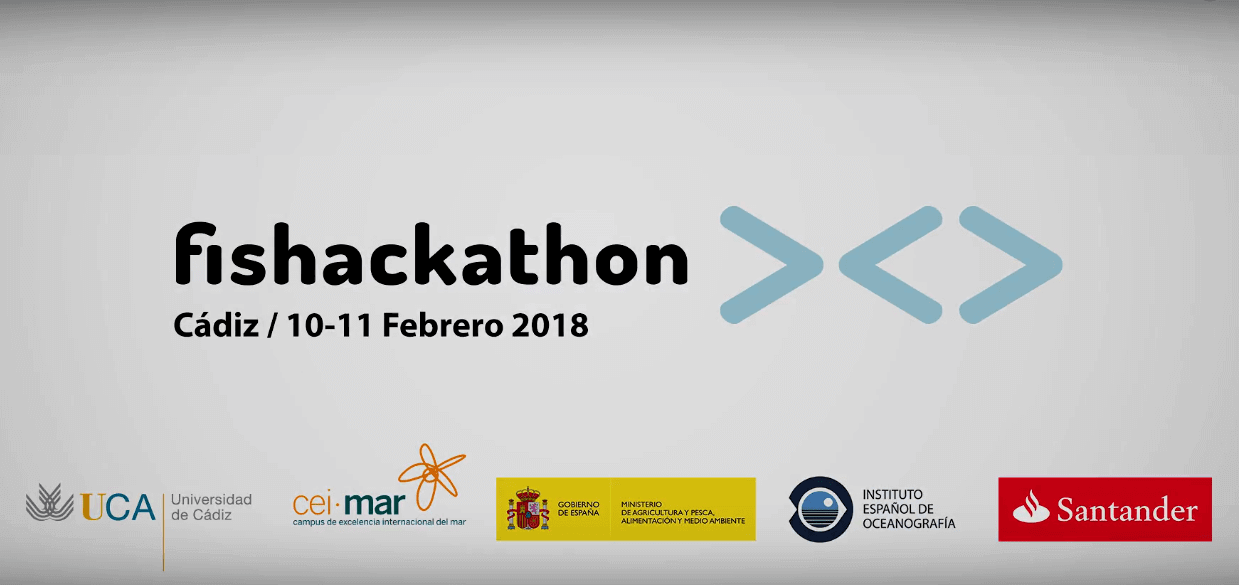 fishackathon
Cádiz / 10-11 Febrero 2018
UCA
Universidad
de Cádiz
cei·mar
campus de excelencia internacional del mar
GOBIERNO
DE ESPAÑA
MINISTERIO
DE AGRICULTURA Y PESCA,
ALIMENTACIÓN Y MEDIO AMBIENTE
INSTITUTO
ESPAÑOL DE
OCEANOGRAFÍA
Santander